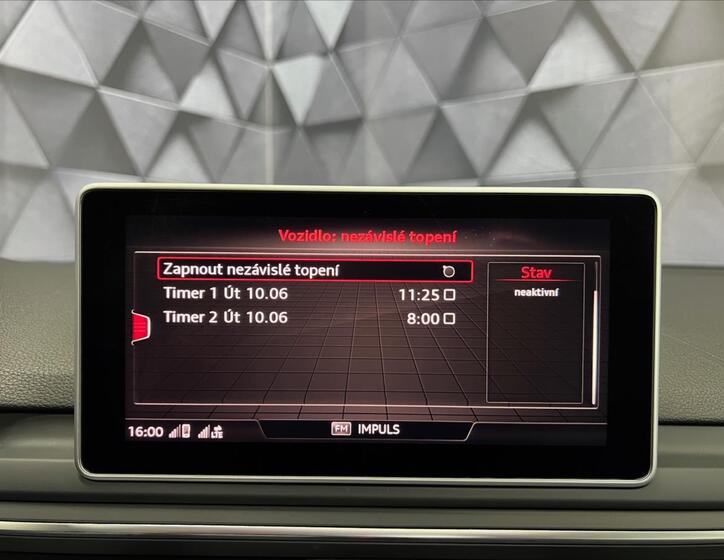 Vozidlo: nezávislé topení
Zapnout nezávislé topení
Timer 1 Út 10.06 11:25
Timer 2 Út 10.06 8:00
Stav
neaktivní
16:00 LTE
FM IMPULS